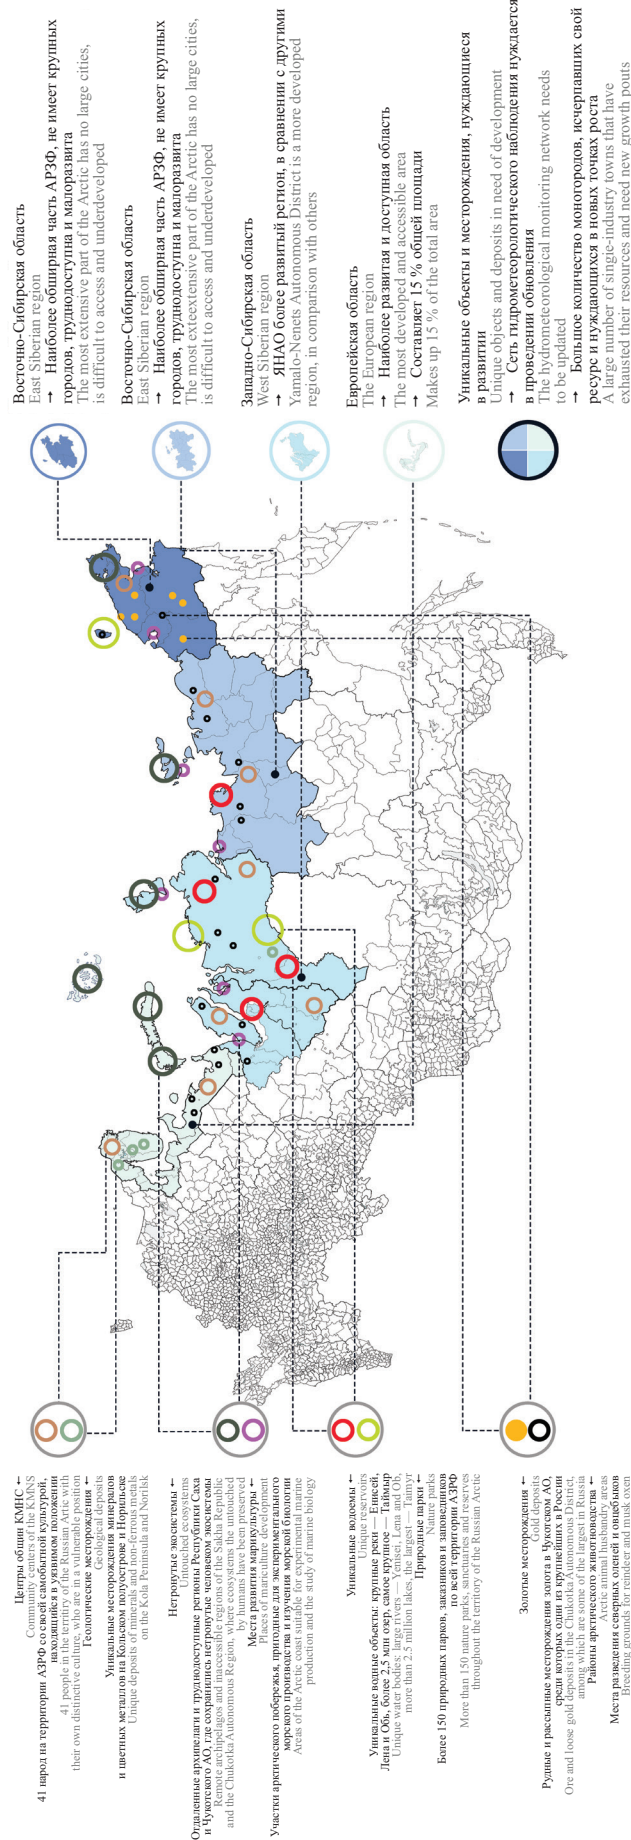 Восточно-Сибирская область
East Siberian region
→ Наиболее обширная часть АРЗФ, не имеет крупных
городов, труднодоступна и малоразвита
The most extensive part of the Arctic has no large cities,
is difficult to access and underdeveloped
Восточно-Сибирская область
East Siberian region
→ Наиболее обширная часть АРЗФ, не имеет крупных
городов, труднодоступна и малоразвита
The most exteextensive part of the Arctic has no large cities,
is difficult to access and underdeveloped
Западно-Сибирская область
West Siberian region
→ ЯНАО более развитый регион, в сравнении с другими
Yamalo-Nenets Autonomous District is a more developed
region, in comparison with others
Европейская область
The European region
→ Наиболее развитая и доступная область
The most developed and accessible area
→ Составляет 15 % общей площади
Makes up 15 % of the total area
Уникальные объекты и месторождения, нуждающиеся
в развитии
Unique objects and deposits in need of development
→ Сеть гидрометеорологического наблюдения нуждается
в проведении обновления
The hydrometeorological monitoring network needs
to be updated
→ Большое количество моногородов, исчерпавших свой
ресурс и нуждающихся в новых точках роста
A large number of single-industry towns that have
exhausted their resources and need new growth pouts
Центры общин КМНС ←
Community centers of the KMNS
41 народ на территории АРЗФ со своей самобытной культурой,
находящийся в уязвимом положении
41 people in the territiry of the Russian Artic with
their own distinctive culture, who are in a vulnerable position
Геологические месторождения ←
Geological deposits
Уникальные месторождения минералов
и цветных металлов на Кольском полуострове и Норильске
Unique deposits of minerals and non-ferrous metals
on the Kola Peninsula and Norilsk
Нетронутые экосистемы ←
Untouched ecosystems
Отдаленные архипелаги и труднодоступные регионы Республики Саха
и Чукотского АО, где сохранились нетронутые человеком экосистемы
Remote archipelagos and inaccessible regions of the Sakha Republic
and the Chukotka Autonomous Region, where ecosystems the untouched
by humans have been preserved
Места развития марикультуры ←
Places of mariculture development
Участки арктического побережья, пригодные для экспериментального
морского производства и изучения морской биологии
Areas of the Arctic coast suitable for experimental marine
production and the study of marine biology
Уникальные водоемы ←
Unique reservoirs
Уникальные водные объекты: крупные реки — Енисей,
Лена и Обь, более 2,5 млн озер, самое крупное — Таймыр
Unique water bodies: large rivers — Yenisei, Lena and Ob,
more than 2.5 million lakes, the largest — Taimyr
Природные парки ←
Nature parks
Более 150 природных парков, заказников и заповедников
по всей территории АРЗФ
More than 150 nature parks, sanctuaries and reserves
throughout the territory of the Russian Arctic
Золотые месторождения ←
Gold deposits
Рудные и рассыпные месторождения золота в Чукотском АО,
среди которых одни из крупнейших в России
Ore and loose gold deposits in the Chukotka Autonomous District,
among which are some of the largest in Russia
Районы арктического животноводства ←
Arctic animal husbandry areas
Места разведения северных оленей и овцебыков
Breeding grounds for reindeer and musk oxen